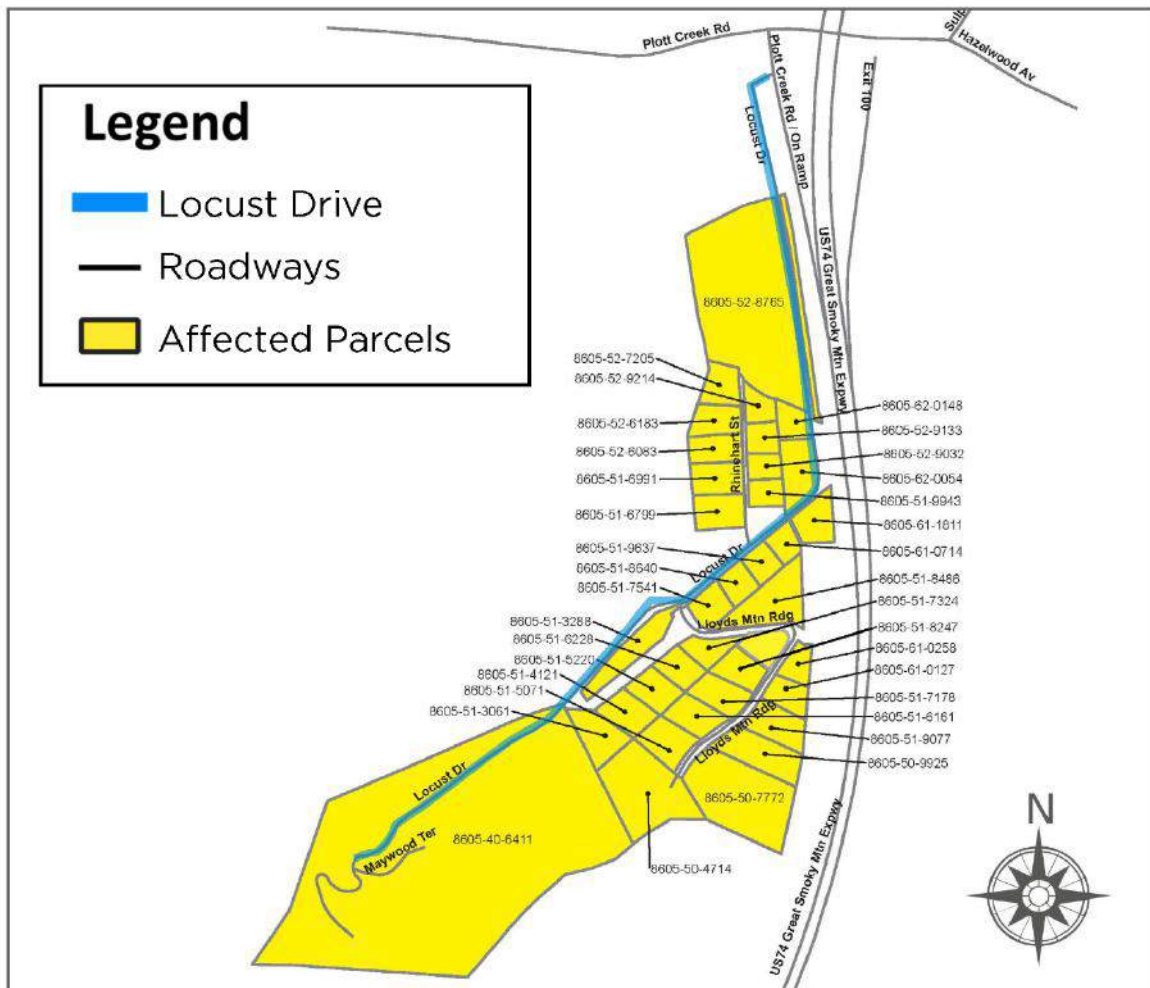 Plott Creek Rd
Sulp
Hazelwood Av
Plott Creek Rd / On Ramp
Exit 100
Legend
Locust Dr
Locust Drive
Roadways
Affected Parcels
US74 Great Smoky Mtn Expwy
8605-52-8765
8605-52-7205
8605-52-9214
8605-62-0148
8605-52-6183
8605-52-9133
8605-52-6083
Rhinehart St
8605-52-9032
8605-51-6991
8605-62-0054
8605-51-6799
8605-51-9943
8605-61-1811
8605-51-9637
Locust Dr
8605-61-0714
8605-51-8640
8605-51-8486
8605-51-7541
8605-51-7324
Lloyds Mtn Rdg
8605-51-3288
8605-51-8247
8605-51-6228
8605-61-0258
8605-51-5220
8605-61-0127
8605-51-4121
8605-51-5071
8605-51-7178
8605-51-3061
8605-51-6161
Lloyds Mtn Rdg
8605-51-9077
8605-50-9925
Locust Dr
8605-50-7772
Maywood Ter
8605-40-6411
8605-50-4714
US74 Great Smoky Mtn Expwy
N